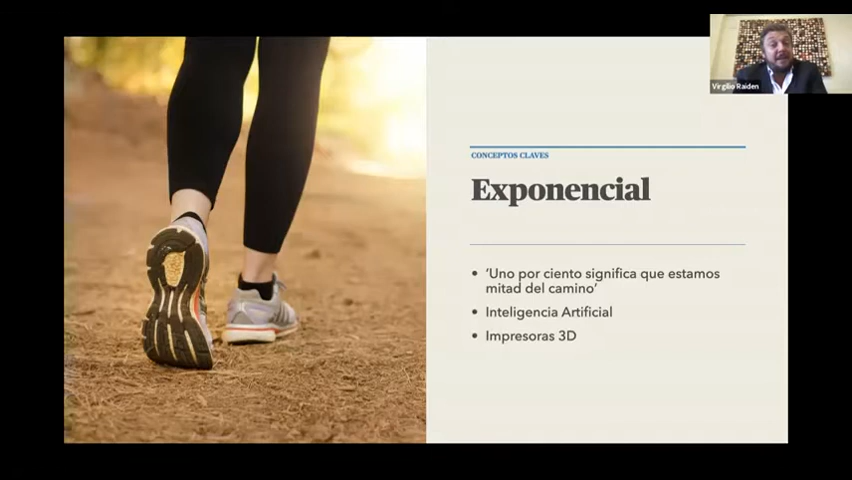 Virgilio Raiden
CONCEPTOS CLAVES
Exponencial
• ‘Uno por ciento significa que estamos
mitad del camino’
• Inteligencia Artificial
• Impresoras 3D